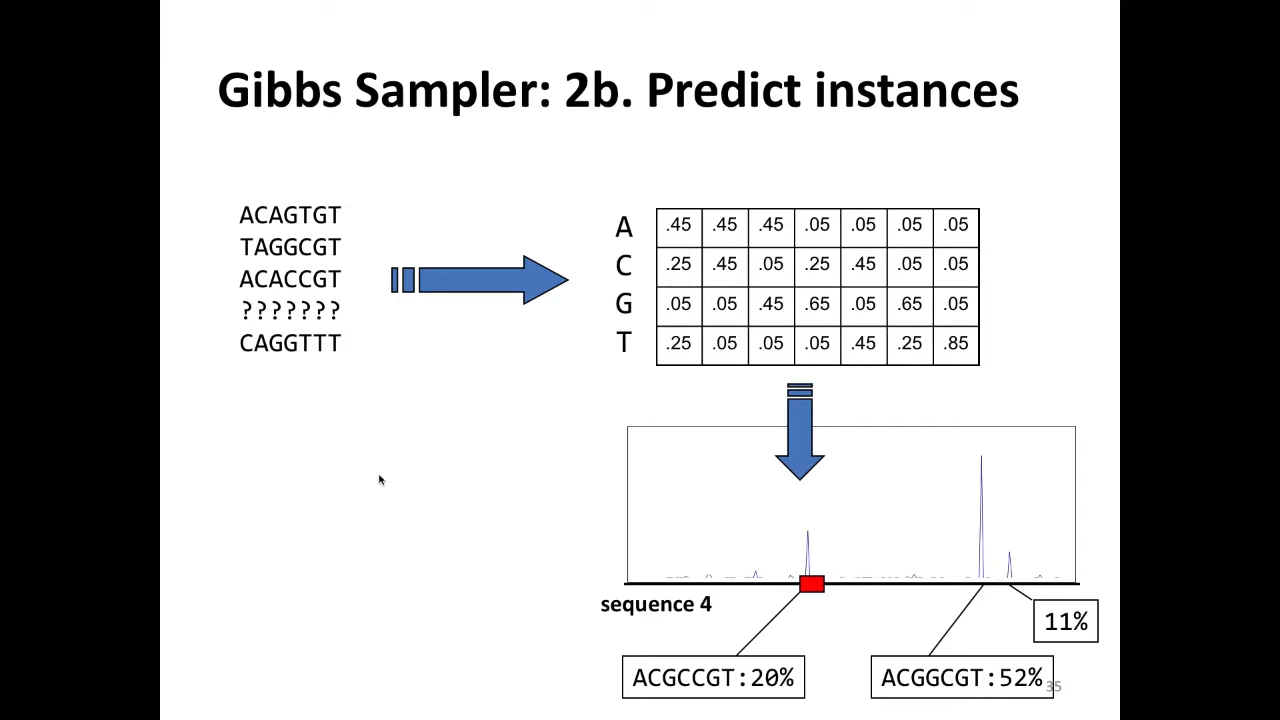 Gibbs Sampler: 2b. Predict instances
ACAGTGT
TAGGCGT
ACACCGT
???????
CAGGTTT
A .45 .45 .45 .05 .05 .05 .05
C .25 .45 .05 .25 .45 .05 .05
G .05 .05 .45 .65 .05 .65 .05
T .25 .05 .05 .05 .45 .25 .85
sequence 4
11%
ACGCCGT:20%
ACGGCGT:52%
35